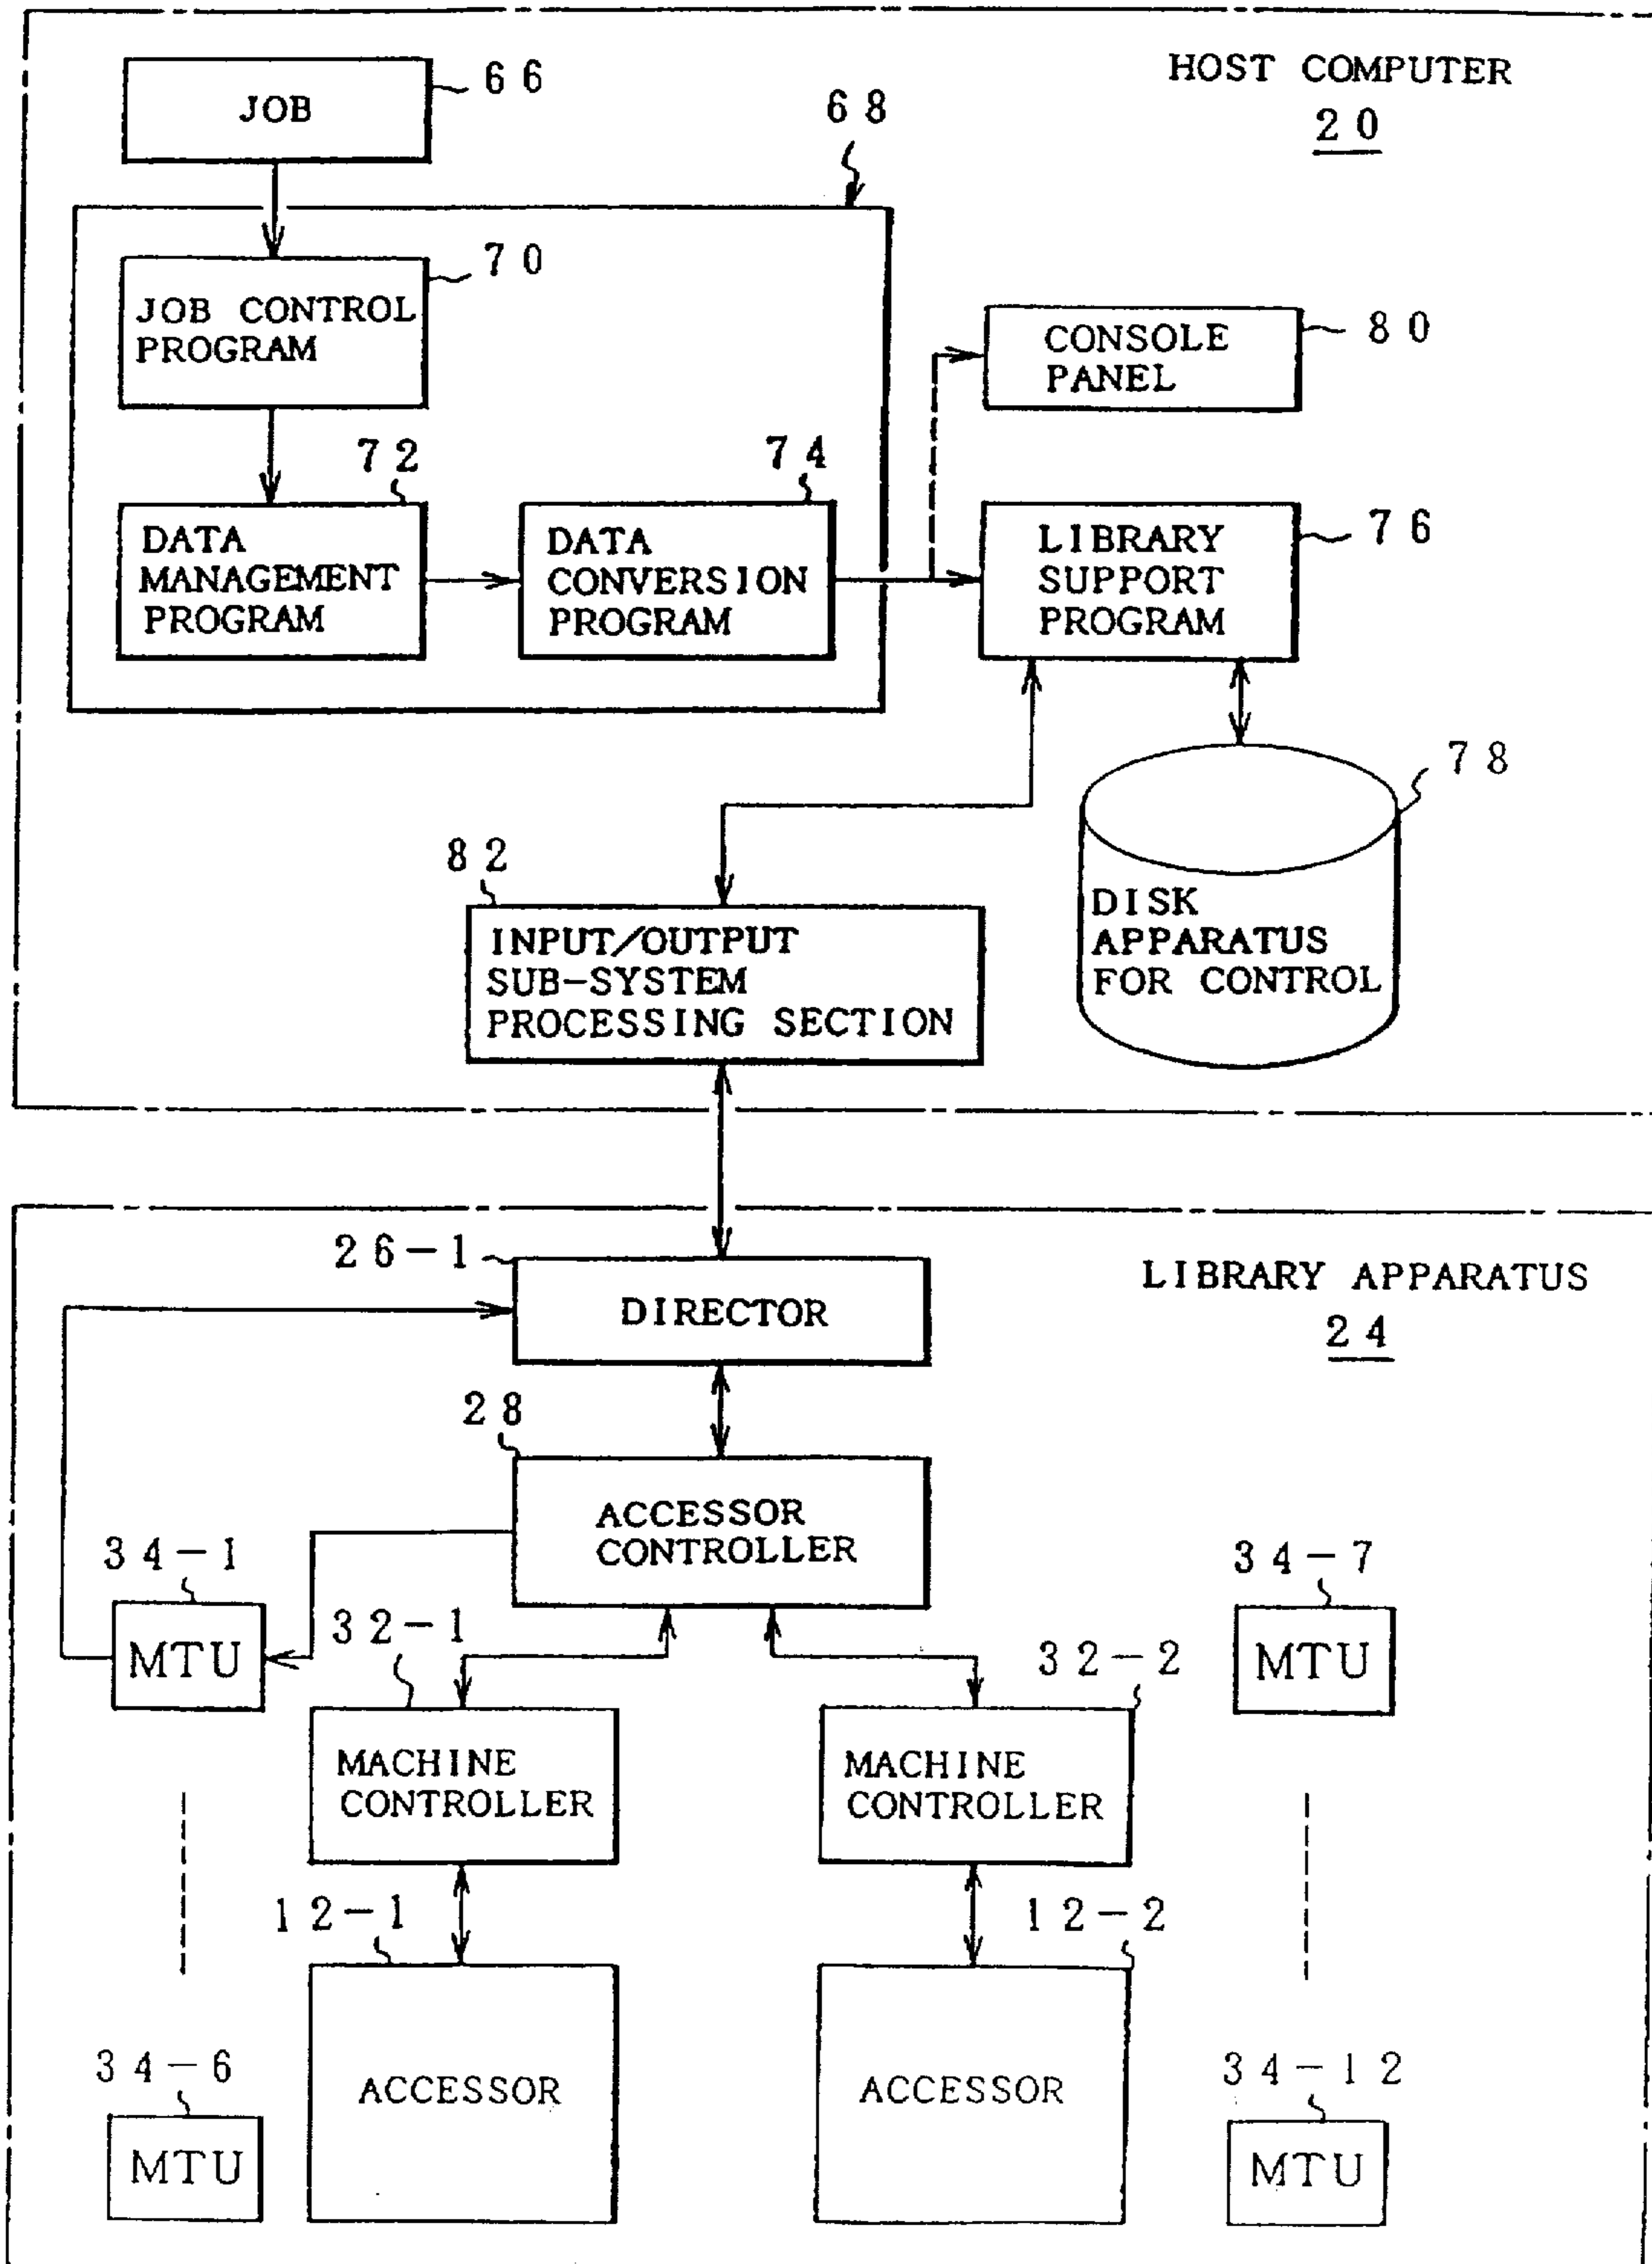 HOST COMPUTER
20
JOB
66
68
JOB CONTROL
PROGRAM
70
CONSOLE
PANEL
80
72
DATA
MANAGEMENT
PROGRAM
74
DATA
CONVERSION
PROGRAM
LIBRARY
SUPPORT
PROGRAM
76
78
DISK
APPARATUS
FOR CONTROL
82
INPUT/OUTPUT
SUB-SYSTEM
PROCESSING SECTION
LIBRARY APPARATUS
24
26-1
DIRECTOR
28
ACCESSOR
CONTROLLER
34-1
MTU
34-7
MTU
32-1
MACHINE
CONTROLLER
32-2
MACHINE
CONTROLLER
12-1
ACCESSOR
12-2
ACCESSOR
34-6
MTU
34-12
MTU